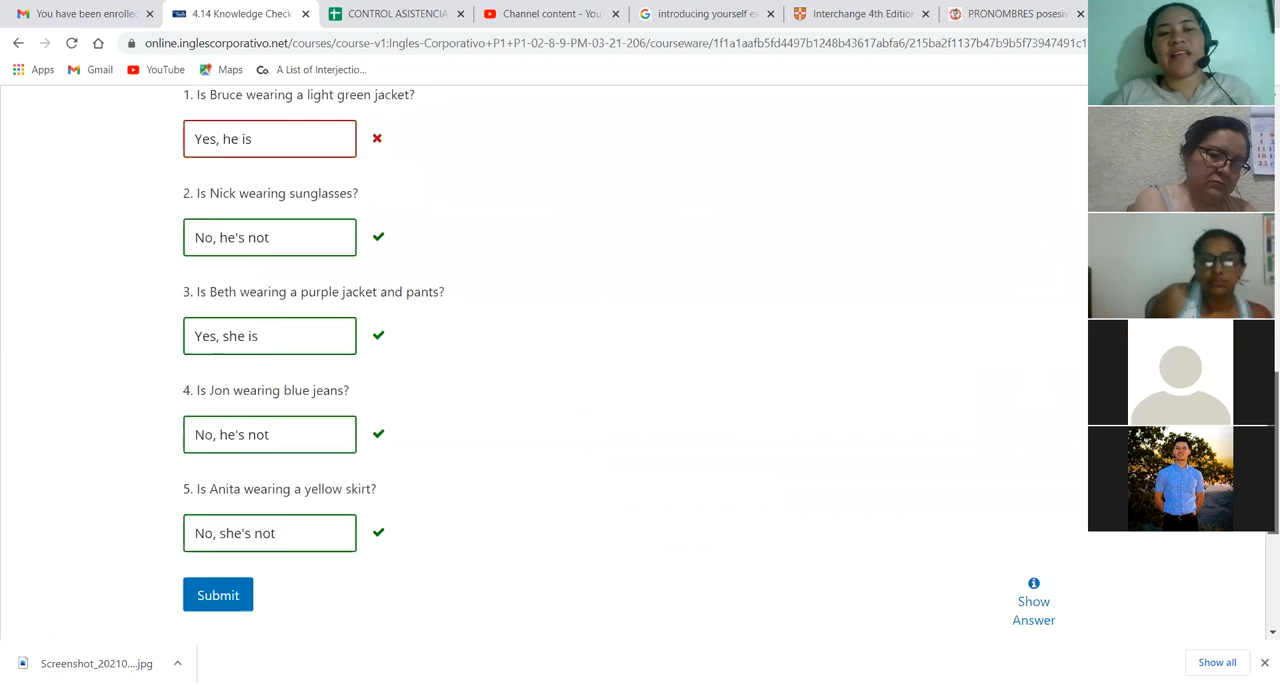 You have been enrolled
4.14 Knowledge Check
CONTROL ASISTENCIA
Channel content - You
introducing yourself e
Interchange 4th Edition
PRONOMBRES posesiv
online.inglescorporativo.net/courses/course-v1:Ingles-Corporativo+P1+P1-02-8-9-PM-03-21-206/courseware/1f1a1aafb5fd4497b1248b43617abfa6/215ba2f1137b47b9b5f73947491c1
Apps
Gmail
YouTube
Maps
Co. A List of Interjectio...
1. Is Bruce wearing a light green jacket?
Yes, he is
2. Is Nick wearing sunglasses?
No, he's not
3. Is Beth wearing a purple jacket and pants?
Yes, she is
4. Is Jon wearing blue jeans?
No, he's not
5. Is Anita wearing a yellow skirt?
No, she's not
Submit
Show
Answer
Screenshot_20210....jpg
Show all